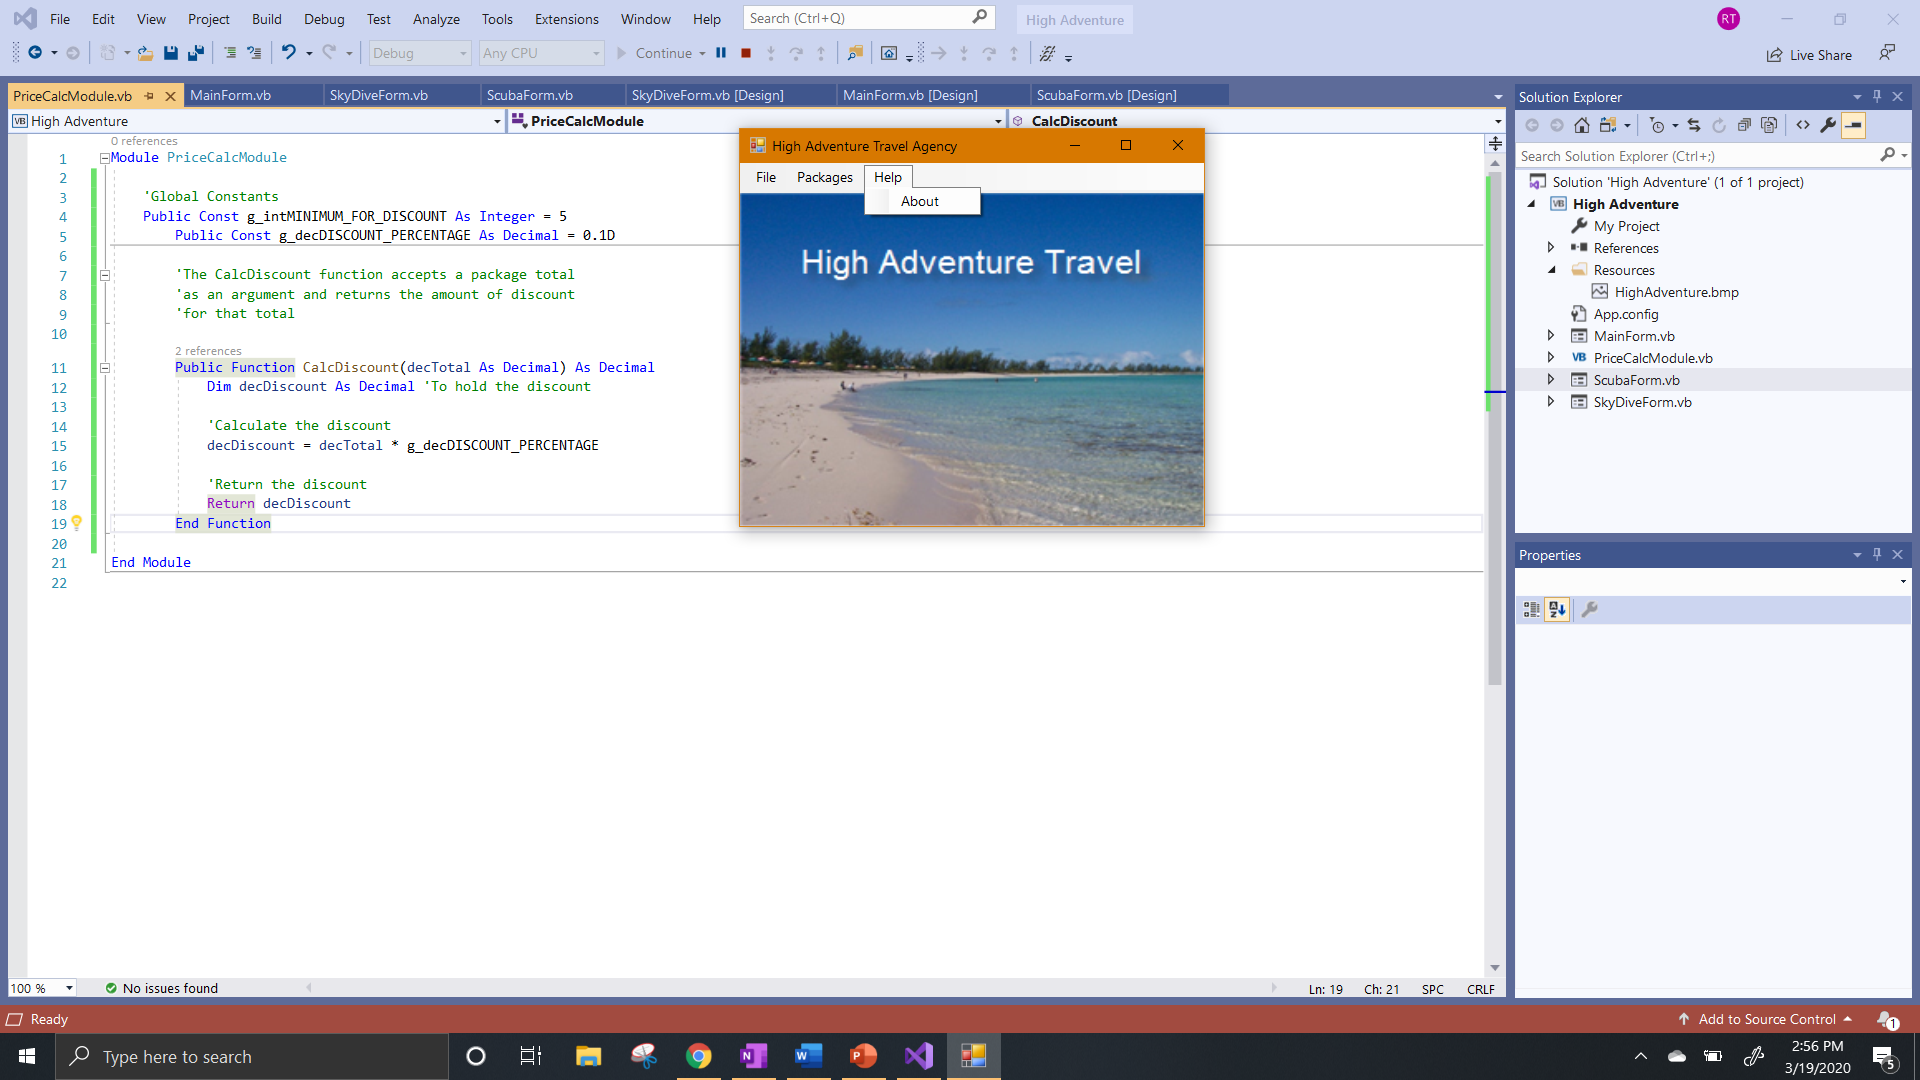 File Edit View Project Build Debug Test Analyze Tools Extensions Window Help Search (Ctrl+Q) High Adventure RT
Debug Any CPU Continue Live Share
PriceCalcModule.vb MainForm.vb SkyDiveForm.vb ScubaForm.vb SkyDiveForm.vb [Design] MainForm.vb [Design] ScubaForm.vb [Design]
VB High Adventure PriceCalcModule CalcDiscount
0 references
1 Module PriceCalcModule
2
3 'Global Constants
4 Public Const g_intMINIMUM_FOR_DISCOUNT As Integer = 5
5 Public Const g_decDISCOUNT_PERCENTAGE As Decimal = 0.1D
6
7 'The CalcDiscount function accepts a package total
8 'as an argument and returns the amount of discount
9 'for that total
10
2 references
11 Public Function CalcDiscount(decTotal As Decimal) As Decimal
12 Dim decDiscount As Decimal 'To hold the discount
13
14 'Calculate the discount
15 decDiscount = decTotal * g_decDISCOUNT_PERCENTAGE
16
17 'Return the discount
18 Return decDiscount
19 End Function
20
21 End Module
22
High Adventure Travel Agency
File Packages Help
About
High Adventure Travel
Solution Explorer
Search Solution Explorer (Ctrl+;)
Solution 'High Adventure' (1 of 1 project)
VB High Adventure
My Project
References
Resources
HighAdventure.bmp
App.config
MainForm.vb
VB PriceCalcModule.vb
ScubaForm.vb
SkyDiveForm.vb
Properties
100 % No issues found Ln: 19 Ch: 21 SPC CRLF
Ready Add to Source Control 1
Type here to search
2:56 PM
3/19/2020
5